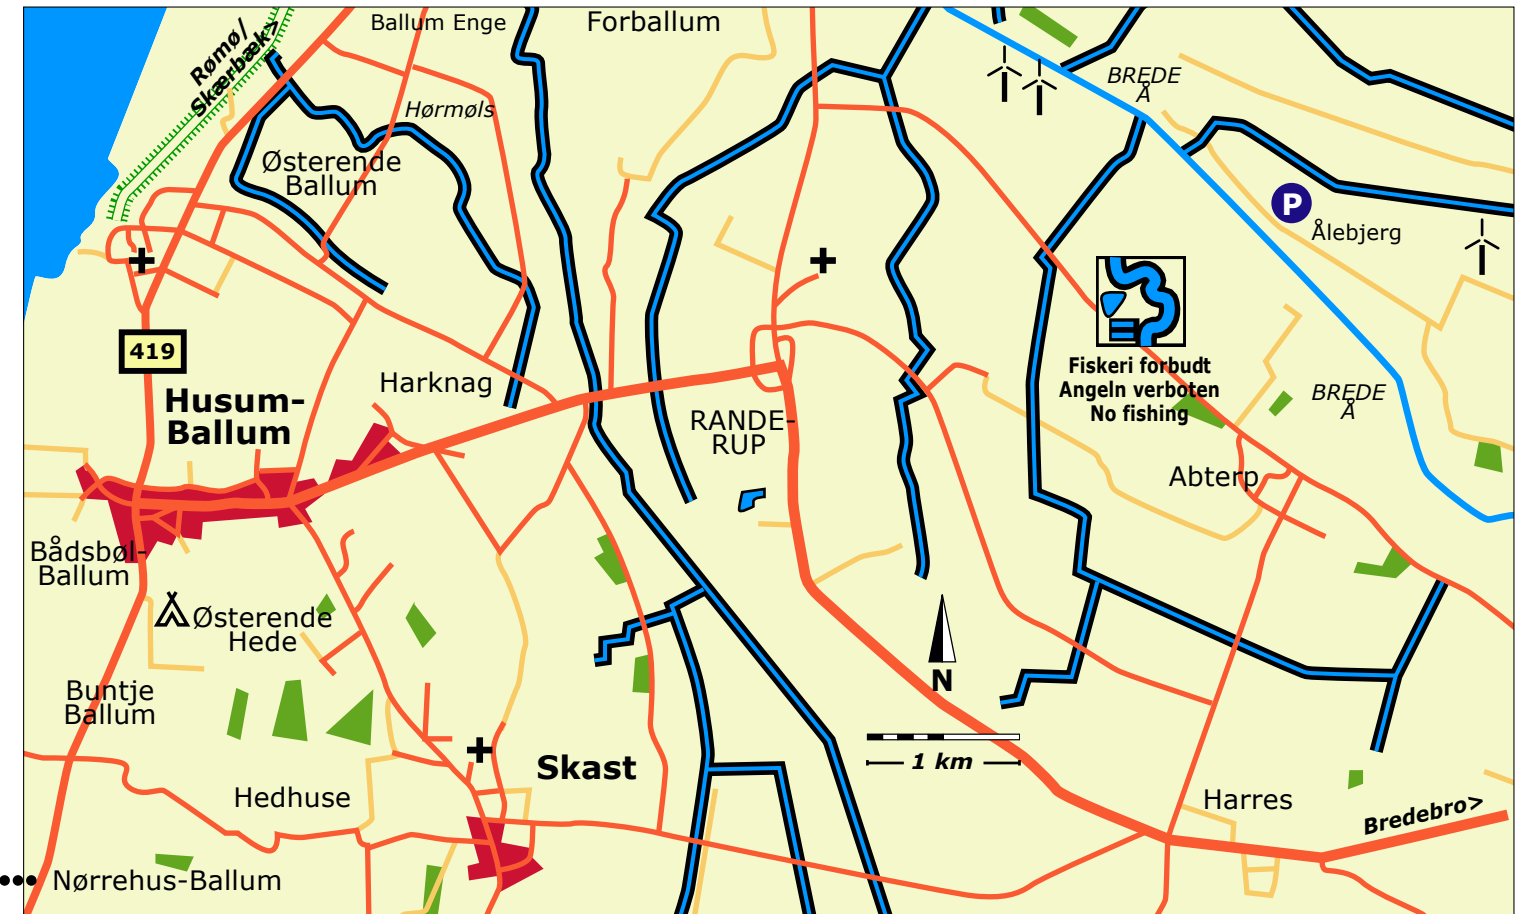 Ballum Enge
Forballum
Rømø/
Skærbæk>
BREDE
Å
Hørmøls
Østerende
Ballum
P
Ålebjerg
419
Fiskeri forbudt
Angeln verboten
No fishing
Harknag
Husum-
Ballum
BREDE
Å
RANDE-
RUP
Abterp
Bådsbøl-
Ballum
Østerende
Hede
N
Buntje
Ballum
1 km
Skast
Hedhuse
Harres
Bredebro>
Nørrehus-Ballum